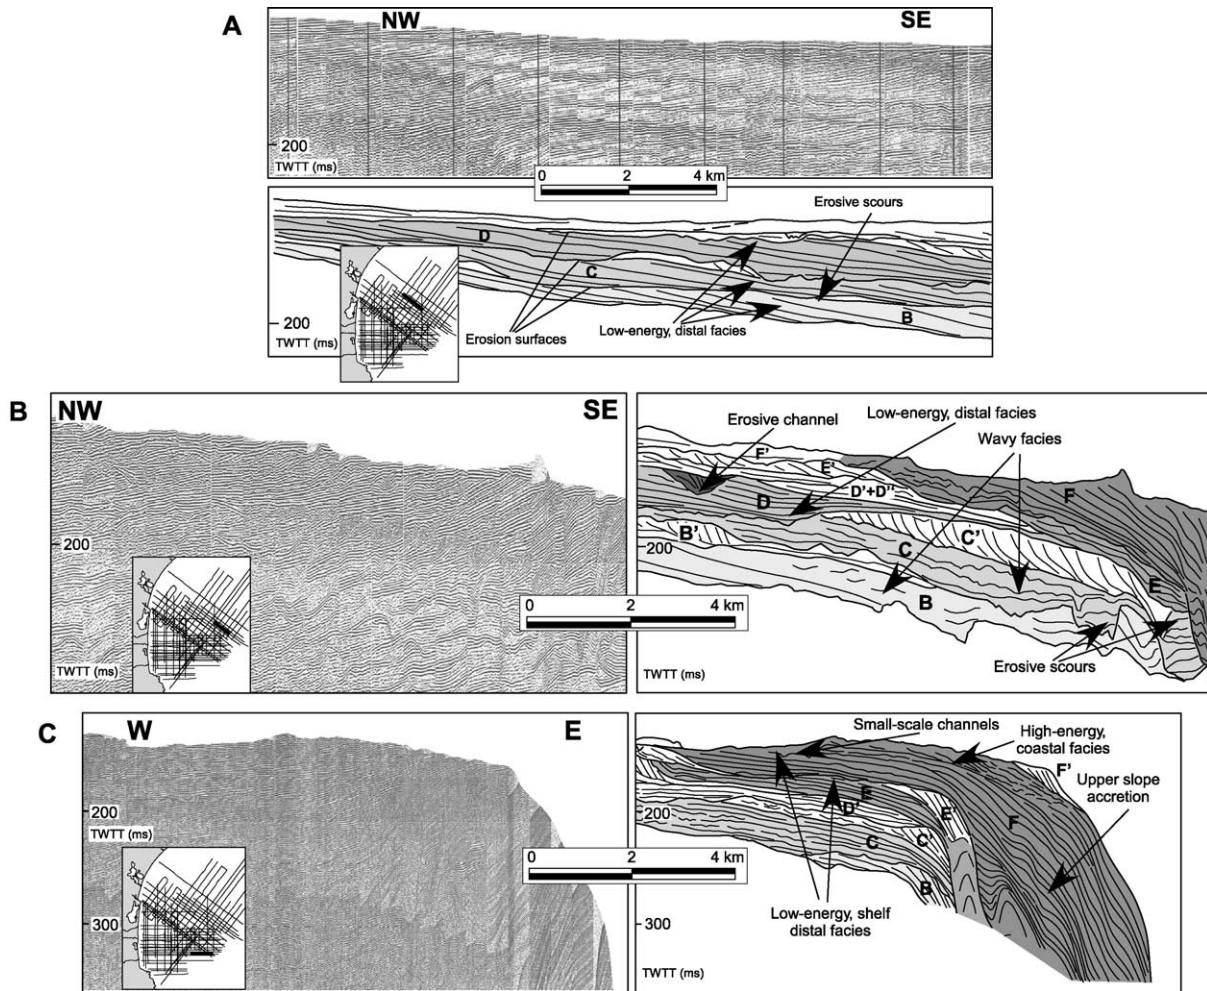 A
NW
SE
200
TWTT (ms)
0
2
4 km
Erosive scours
D
C
B
200
TWTT (ms)
Erosion surfaces
Low-energy, distal facies
B
NW
SE
200
TWTT (ms)
0
2
4 km
Low-energy, distal facies
Erosive channel
Wavy facies
F'
E'
F
D'+D''
D
B'
C'
200
C
E
B
Erosive scours
TWTT (ms)
C
W
E
200
TWTT (ms)
300
0
2
4 km
Small-scale channels
High-energy,
coastal facies
F'
Upper slope
accretion
E
D'
200
E'
F
C
C'
B
TWTT (ms)
Low-energy, shelf
distal facies
300
TWTT (ms)